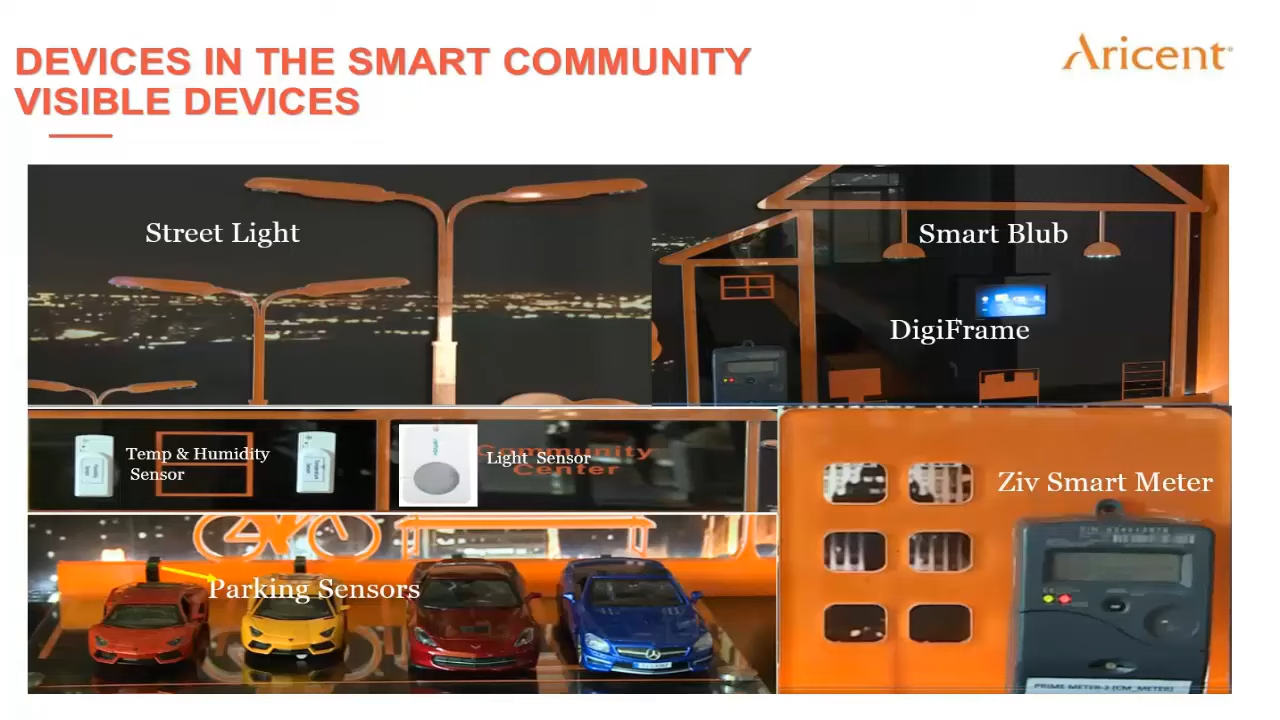 DEVICES IN THE SMART COMMUNITY
VISIBLE DEVICES
Aricent
Street Light
Smart Blub
DigiFrame
Temp & Humidity
Sensor
Light Sensor
Community
Center
Parking Sensors
Ziv Smart Meter